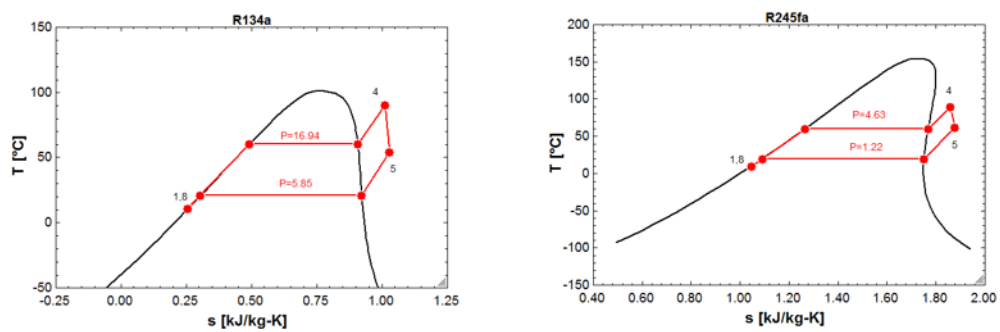 R134a
150
100
50
0
-50
T [°C]
4
P=16.94
5
P=5.85
1,8
-0.25 0.00 0.25 0.50 0.75 1.00 1.25
s [kJ/kg-K]
R245fa
200
150
100
50
0
-50
-100
-150
T [°C]
4
P=4.63
5
P=1.22
1,8
0.40 0.60 0.80 1.00 1.20 1.40 1.60 1.80 2.00
s [kJ/kg-K]